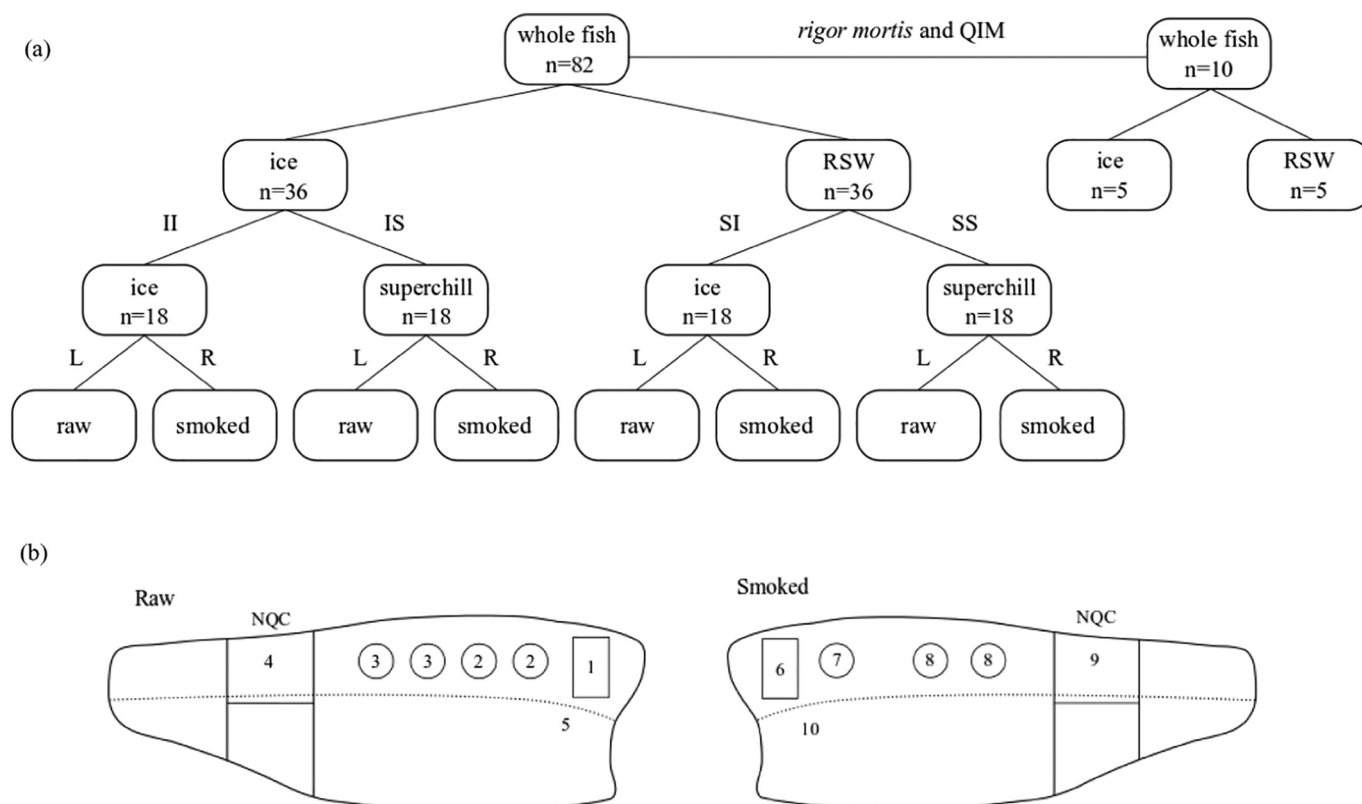 (a)
whole fish
n=82
rigor mortis and QIM
whole fish
n=10
ice
n=36
RSW
n=36
ice
n=5
RSW
n=5
II
IS
SI
SS
ice
n=18
superchill
n=18
ice
n=18
superchill
n=18
L
R
L
R
L
R
L
R
raw
smoked
raw
smoked
raw
smoked
raw
smoked
(b)
Raw
NQC
4
3
3
2
2
1
5
Smoked
NQC
6
7
8
8
9
10